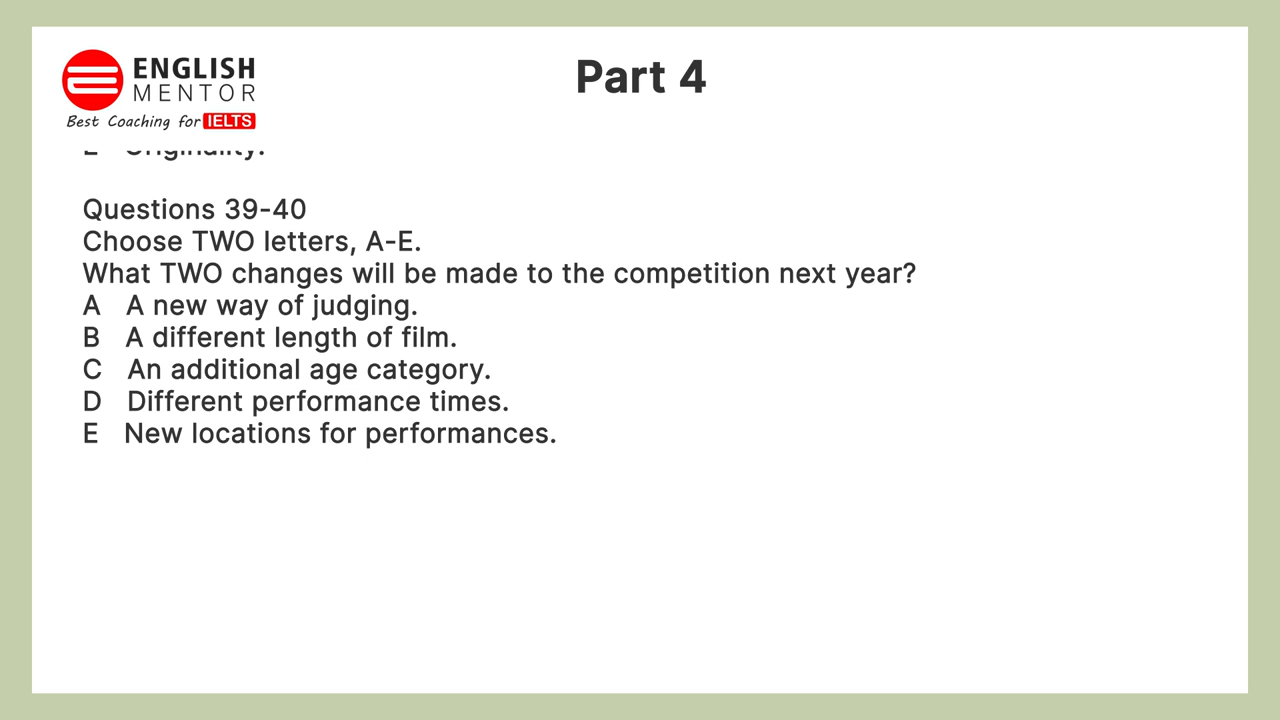 ENGLISH
MENTOR
Best Coaching for IELTS
Part 4
E Originality.
Questions 39-40
Choose TWO letters, A-E.
What TWO changes will be made to the competition next year?
A A new way of judging.
B A different length of film.
C An additional age category.
D Different performance times.
E New locations for performances.